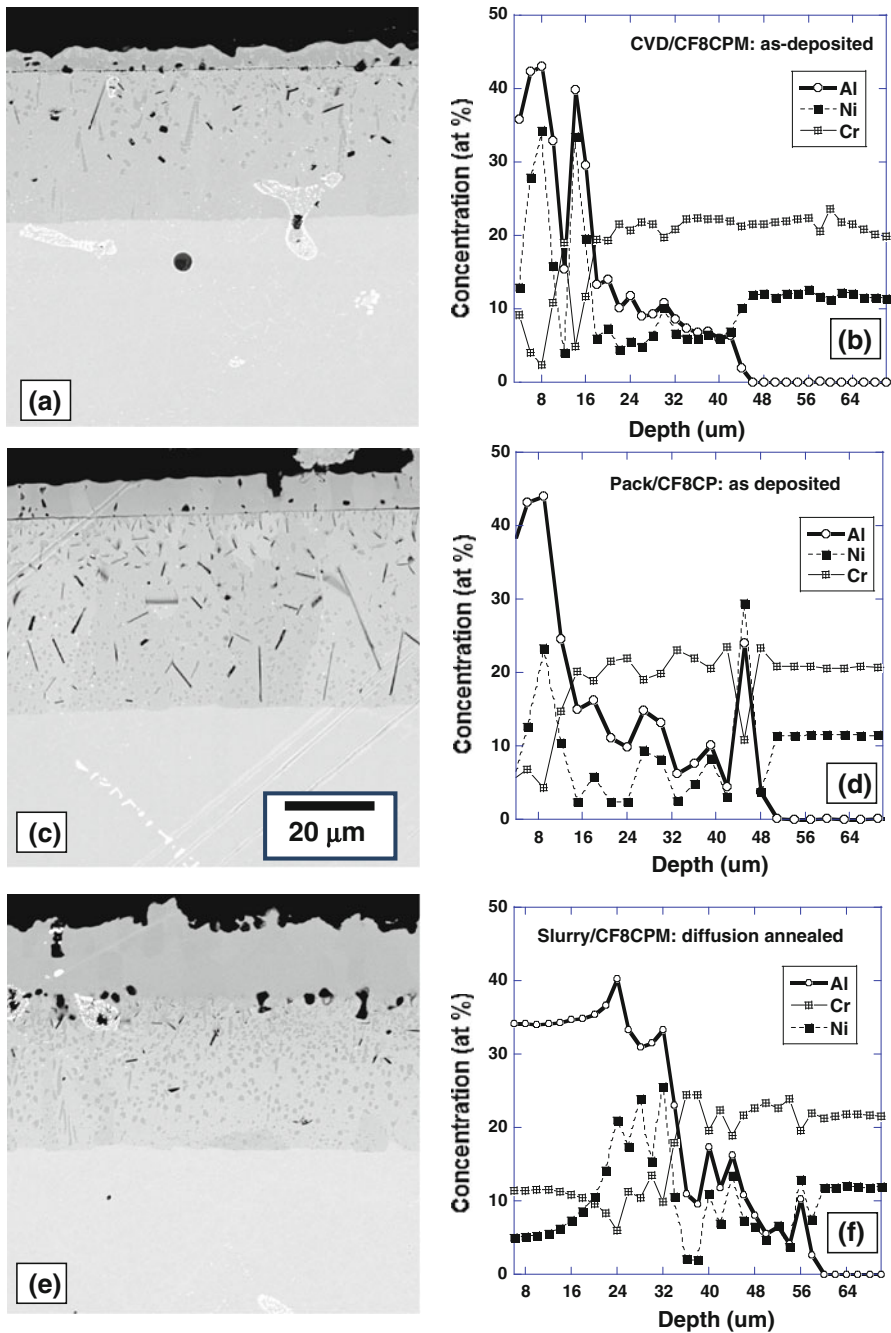 (a)
50
40
30
20
10
0
Concentration (at %)
CVD/CF8CPM: as-deposited
Al
Ni
Cr
(b)
8 16 24 32 40 48 56 64
Depth (um)
(c)
20 µm
50
40
30
20
10
0
Concentration (at %)
Pack/CF8CP: as deposited
Al
Ni
Cr
(d)
8 16 24 32 40 48 56 64
Depth (um)
(e)
50
40
30
20
10
0
Concentration (at %)
Slurry/CF8CPM: diffusion annealed
Al
Cr
Ni
(f)
16 24 32 40 48 56 64
Depth (um)